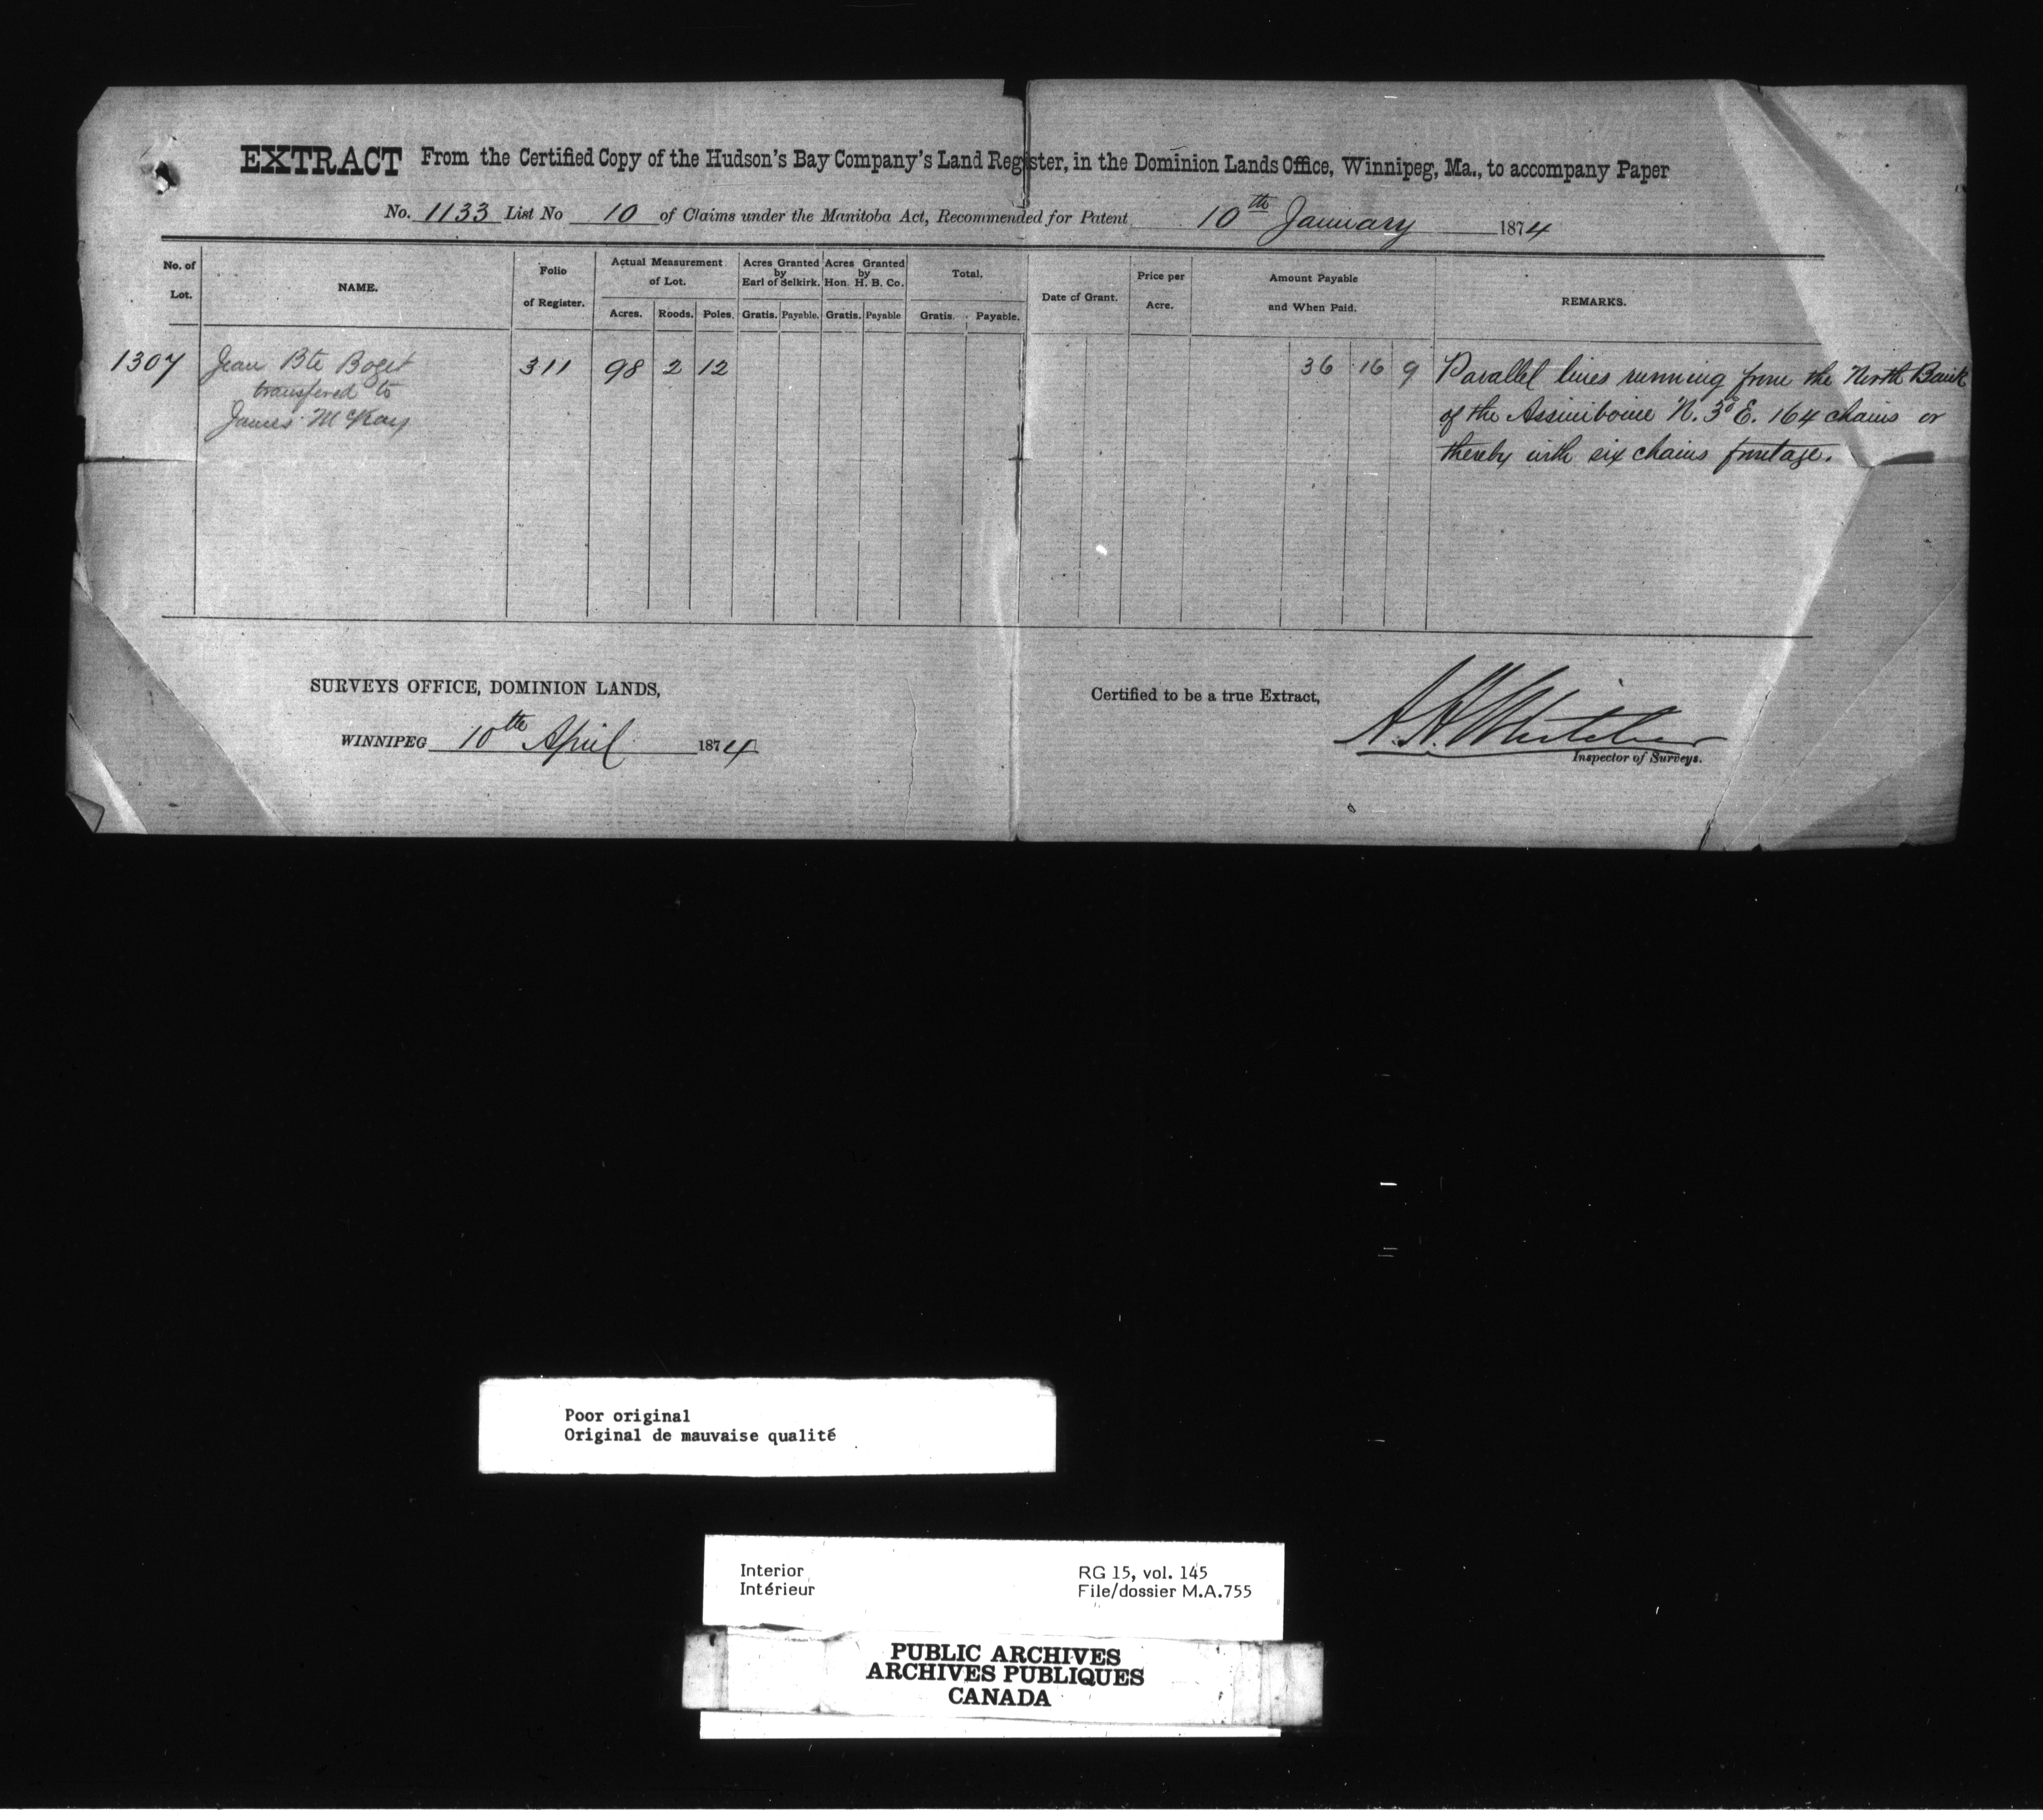 EXTRACT From the Certified Copy of the Hudson's Bay Company's Land Register, in the Dominion Lands Office, Winnipeg, Ma., to accompany Paper
No. 1133 List No 10 of Claims under the Manitoba Act, Recommended for Patent 10th January 1874
No. of Lot.
NAME.
Folio of Register.
Actual Measurement of Lot.
Acres. Roods. Poles.
Acres Granted by Earl of Selkirk.
Gratis. Payable.
Acres Granted by Hon. H. B. Co.
Gratis. Payable
Total.
Gratis. Payable.
Date of Grant.
Price per Acre.
Amount Payable and When Paid.
REMARKS.
1307 Jean Bte Boget 311 98 2 12 36 16 9 Parallel lines running from the North Bank
transfered to
of the Assiniboine N. 3° E. 164 chains or
James McKay
thereby with six chains frontage.
SURVEYS OFFICE, DOMINION LANDS,
WINNIPEG 10th April 1874
Certified to be a true Extract,
A. H. Whitcher
Inspector of Surveys.
Poor original
Original de mauvaise qualité
Interior
Intérieur
RG 15, vol. 145
File/dossier M.A.755
PUBLIC ARCHIVES
ARCHIVES PUBLIQUES
CANADA